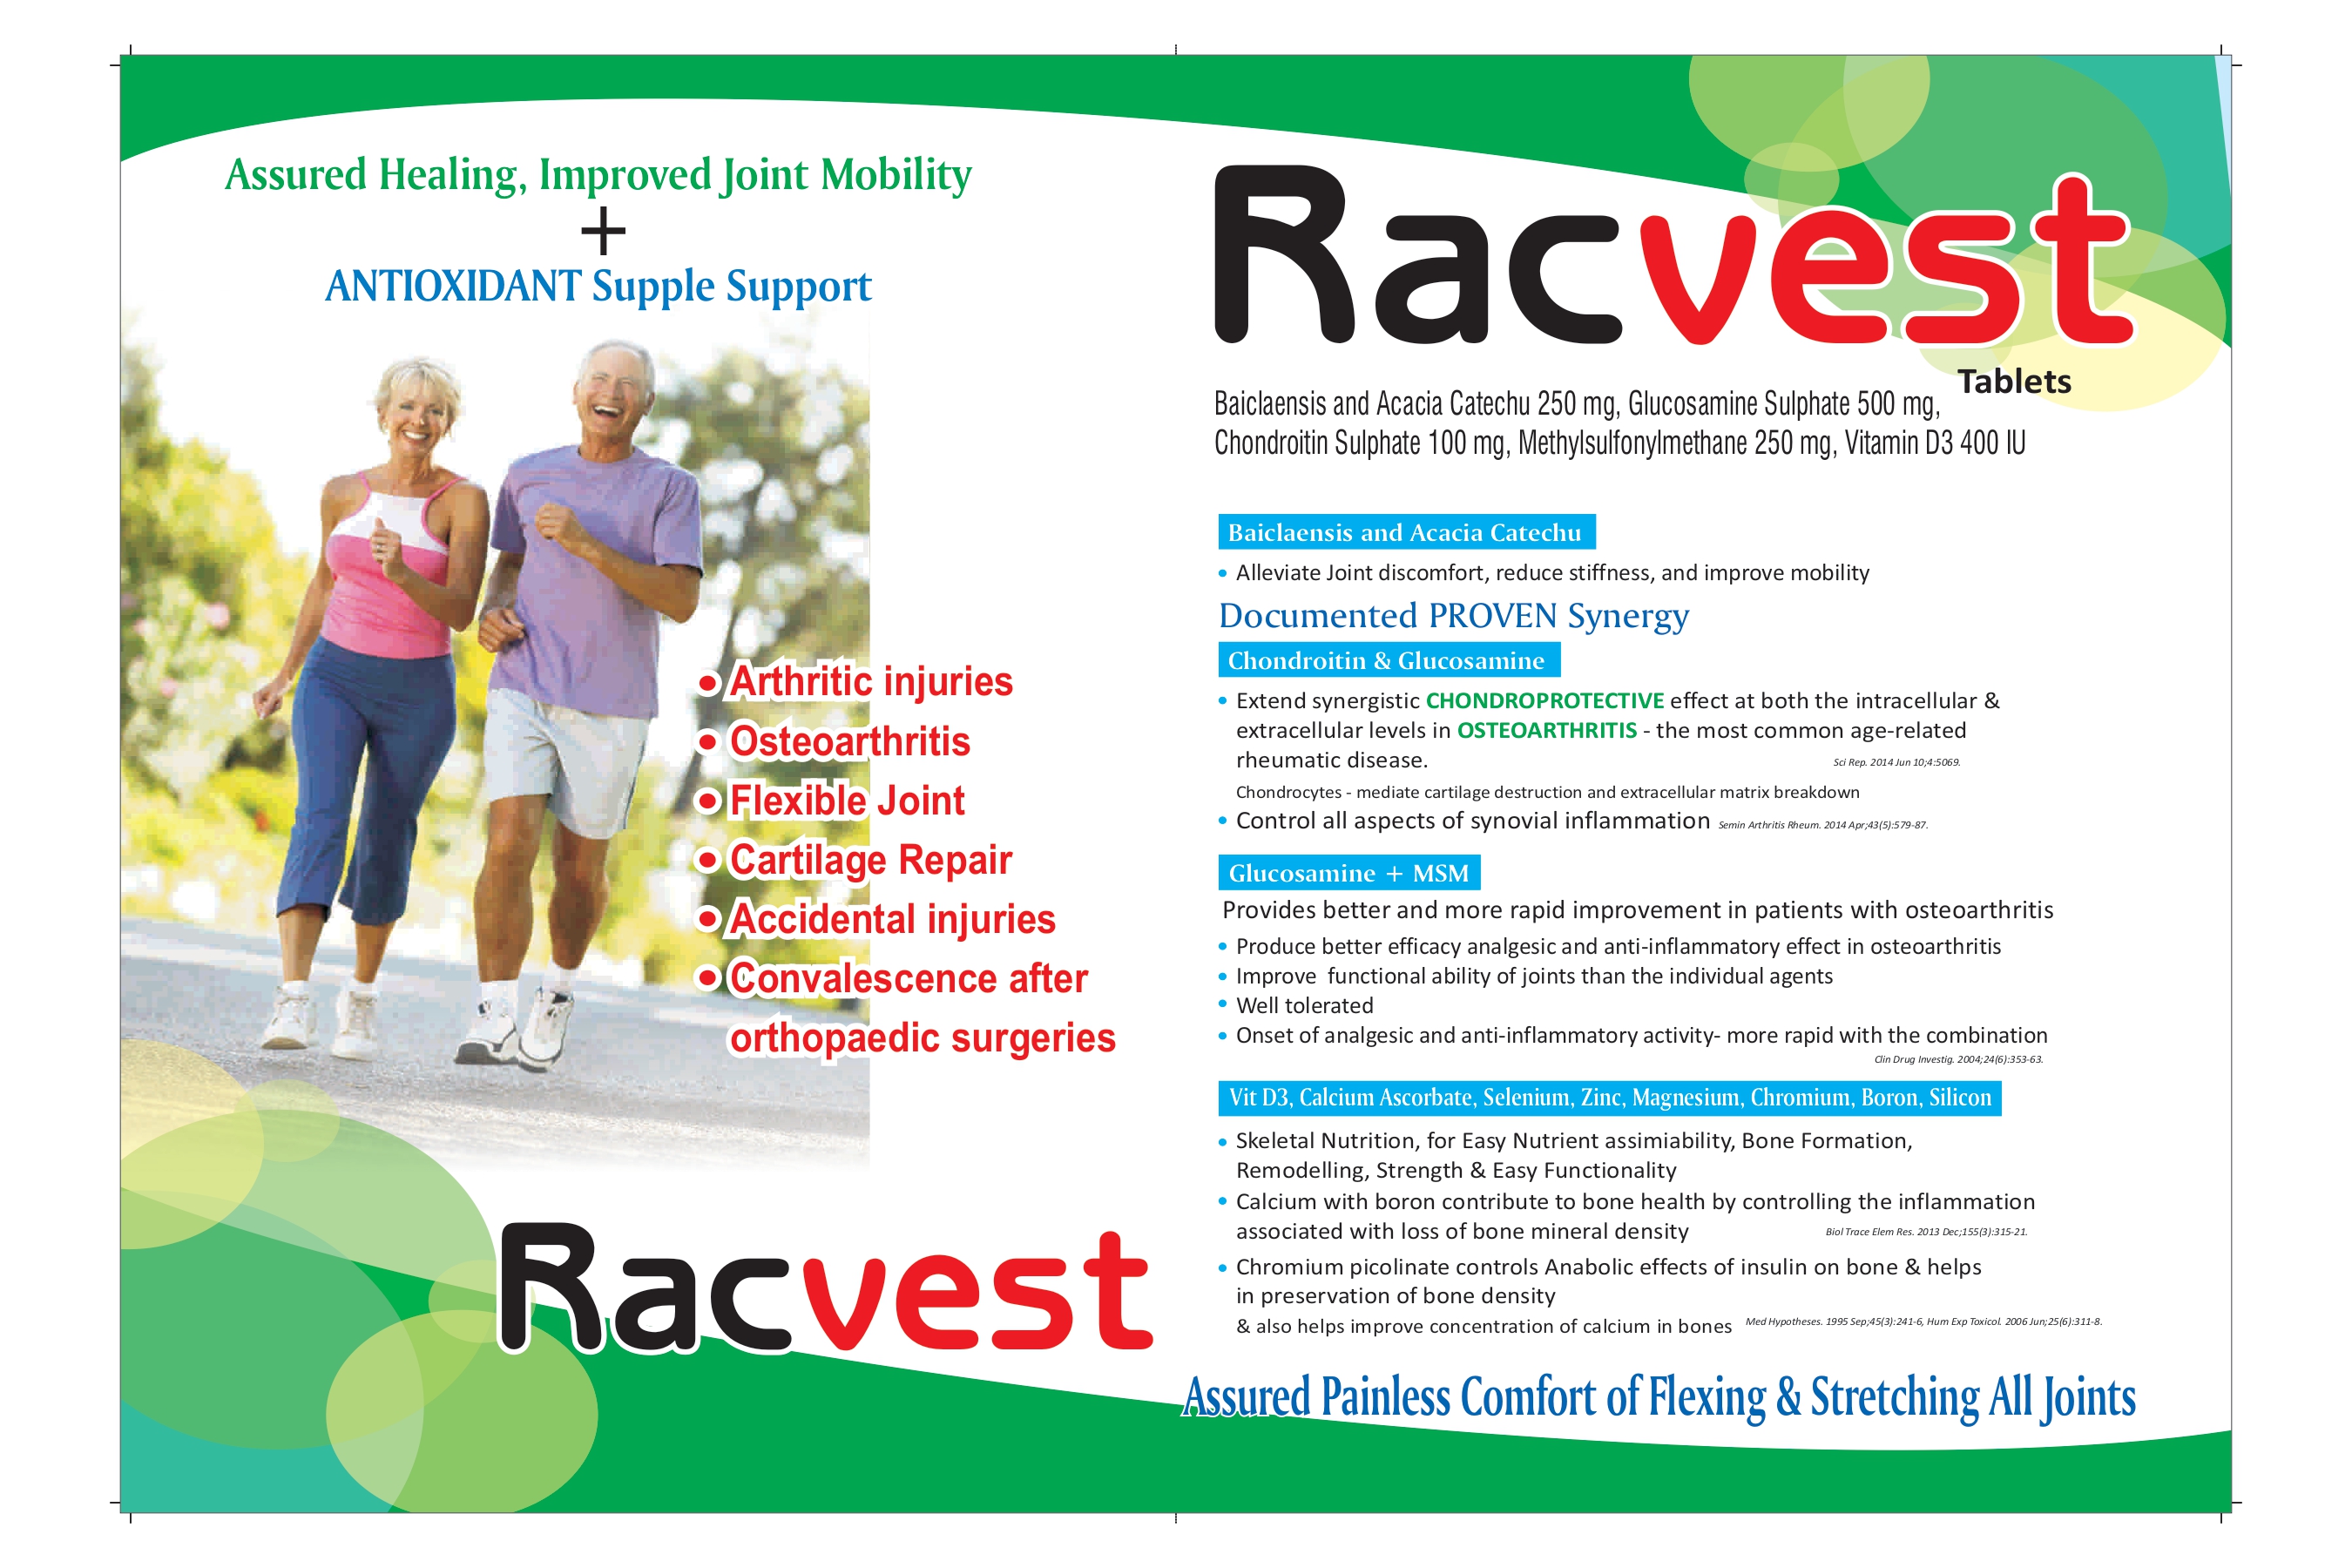 Assured Healing, Improved Joint Mobility
+
ANTIOXIDANT Supple Support
• Arthritic injuries
• Osteoarthritis
• Flexible Joint
• Cartilage Repair
• Accidental injuries
• Convalescence after
orthopaedic surgeries
Racvest
Racvest
Tablets
Baiclaensis and Acacia Catechu 250 mg, Glucosamine Sulphate 500 mg,
Chondroitin Sulphate 100 mg, Methylsulfonylmethane 250 mg, Vitamin D3 400 IU
Baiclaensis and Acacia Catechu
• Alleviate Joint discomfort, reduce stiffness, and improve mobility
Documented PROVEN Synergy
Chondroitin & Glucosamine
• Extend synergistic CHONDROPROTECTIVE effect at both the intracellular &
extracellular levels in OSTEOARTHRITIS - the most common age-related
rheumatic disease.
Sci Rep. 2014 Jun 10;4:5069.
Chondrocytes - mediate cartilage destruction and extracellular matrix breakdown
• Control all aspects of synovial inflammation Semin Arthritis Rheum. 2014 Apr;43(5):579-87.
Glucosamine + MSM
Provides better and more rapid improvement in patients with osteoarthritis
• Produce better efficacy analgesic and anti-inflammatory effect in osteoarthritis
• Improve functional ability of joints than the individual agents
• Well tolerated
• Onset of analgesic and anti-inflammatory activity- more rapid with the combination
Clin Drug Investig. 2004;24(6):353-63.
Vit D3, Calcium Ascorbate, Selenium, Zinc, Magnesium, Chromium, Boron, Silicon
• Skeletal Nutrition, for Easy Nutrient assimiability, Bone Formation,
Remodelling, Strength & Easy Functionality
• Calcium with boron contribute to bone health by controlling the inflammation
associated with loss of bone mineral density
Biol Trace Elem Res. 2013 Dec;155(3):315-21.
• Chromium picolinate controls Anabolic effects of insulin on bone & helps
in preservation of bone density
& also helps improve concentration of calcium in bones Med Hypotheses. 1995 Sep;45(3):241-6, Hum Exp Toxicol. 2006 Jun;25(6):311-8.
Assured Painless Comfort of Flexing & Stretching All Joints